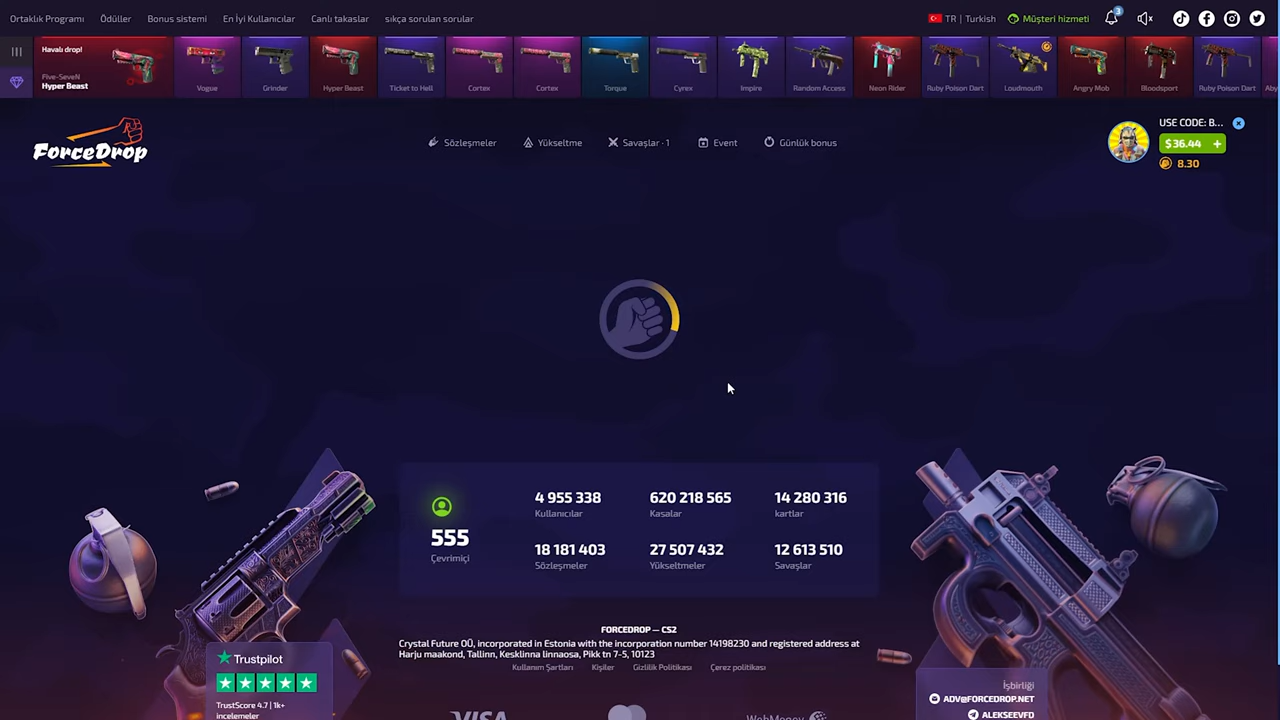 Ortaklık Programı Ödüller Bonus sistemi En İyi Kullanıcılar Canlı takaslar sıkça sorulan sorular
TR | Turkish Müşteri hizmeti 3
Havalı drop!
Five-SeveN
Hyper Beast
Vogue Grinder Hyper Beast Ticket to Hell Cortex Cortex Torque Cyrex Impire Random Access Neon Rider Ruby Poison Dart Loudmouth Angry Mob Bloodsport Ruby Poison Dart
ForceDrop
Sözleşmeler Yükseltme Savaşlar · 1 Event Günlük bonus
USE CODE: B...
$36.44 +
8.30
555
Çevrimiçi
4 955 338 620 218 565 14 280 316
Kullanıcılar Kasalar kartlar
18 181 403 27 507 432 12 613 510
Sözleşmeler Yükseltmeler Savaşlar
FORCEDROP — CS2
Crystal Future OÜ, incorporated in Estonia with the incorporation number 14198230 and registered address at
Harju maakond, Tallinn, Kesklinna linnaosa, Pikk tn 7-5, 10123
Kullanım Şartları Kişiler Gizlilik Politikası Çerez politikası
Trustpilot
TrustScore 4.7 | 1k+
incelemeler
İşbirliği
ADV@FORCEDROP.NET
ALEKSEEVFD
VISA WebMoney